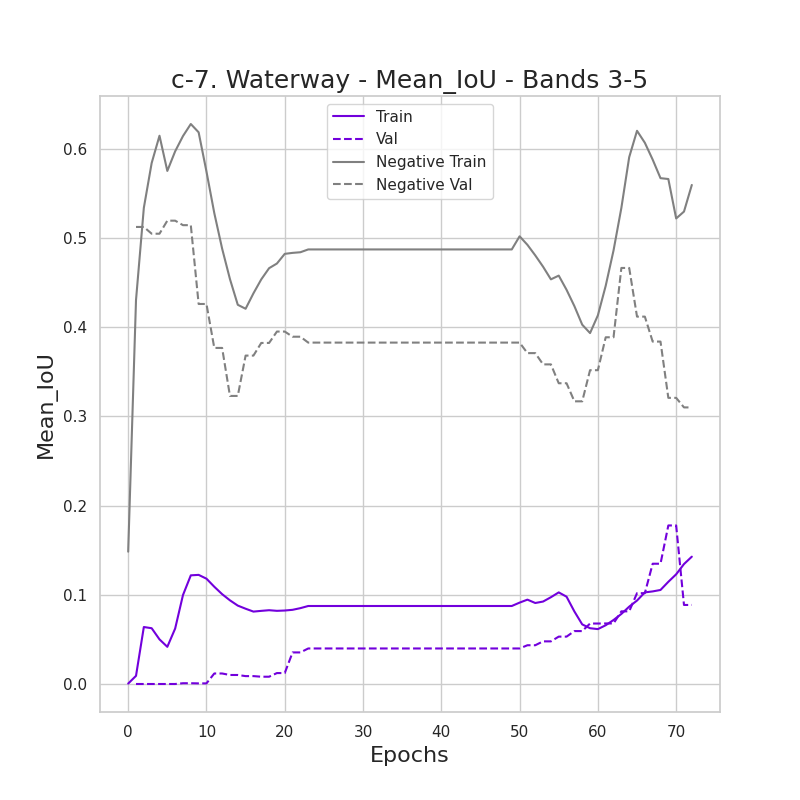 c-7. Waterway - Mean_IoU - Bands 3-5
Train
Val
Negative Train
Negative Val
Mean_IoU
0.6
0.5
0.4
0.3
0.2
0.1
0.0
0 10 20 30 40 50 60 70
Epochs